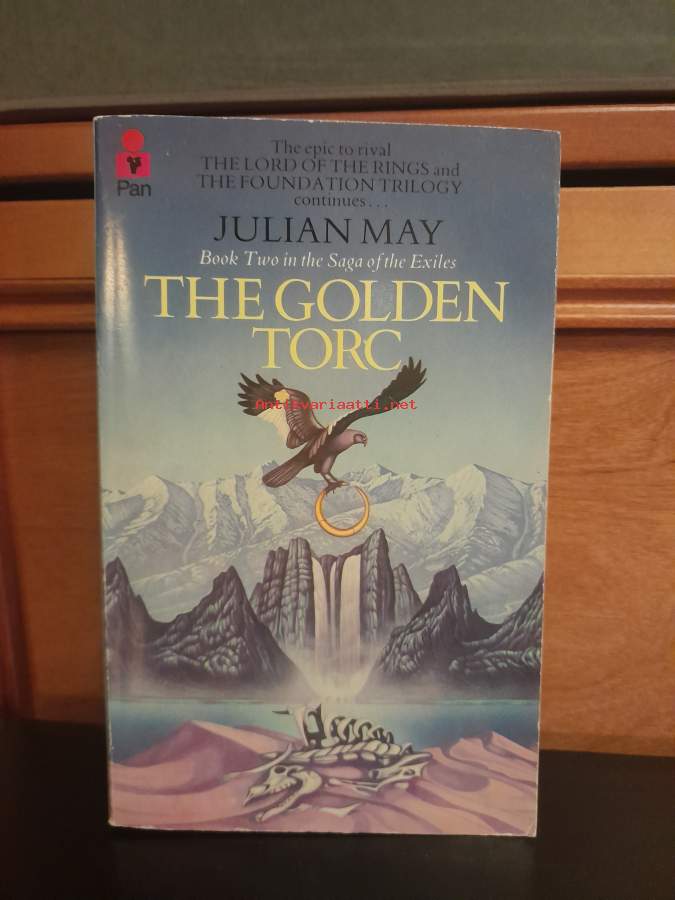 Pan
The epic to rival
THE LORD OF THE RINGS and
THE FOUNDATION TRILOGY
continues...
JULIAN MAY
Book Two in the Saga of the Exiles
THE GOLDEN
TORC
Antikvariaatti.net